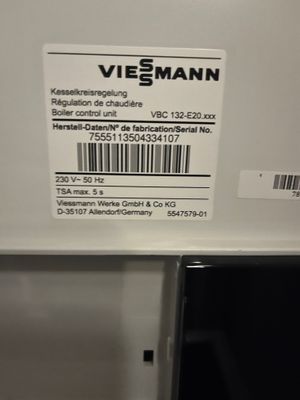 VIESSMANN
Kesselkreisregelung
Régulation de chaudière
Boiler control unit VBC 132-E20.xxx
Herstell-Daten/N° de fabrication/Serial No.
7555113504334107
230 V~ 50 Hz
TSA max. 5 s
Viessmann Werke GmbH & Co KG
D-35107 Allendorf/Germany 5547579-01